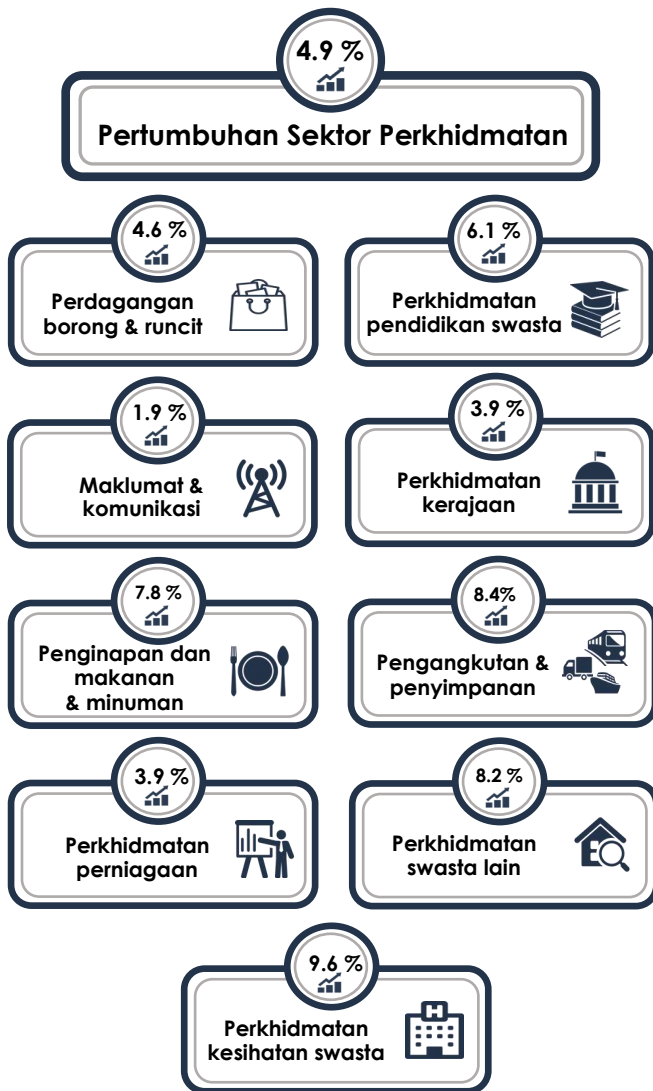 4.9 %
Pertumbuhan Sektor Perkhidmatan
4.6 %
Perdagangan
borong & runcit
6.1 %
Perkhidmatan
pendidikan swasta
1.9 %
Maklumat &
komunikasi
3.9 %
Perkhidmatan
kerajaan
7.8 %
Penginapan dan
makanan
& minuman
8.4%
Pengangkutan &
penyimpanan
3.9 %
Perkhidmatan
perniagaan
8.2 %
Perkhidmatan
swasta lain
9.6 %
H
Perkhidmatan
kesihatan swasta